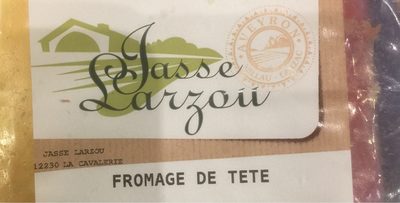 Jasse
Larzou
AVEYRON
JASSE LARZOU
12230 LA CAVALERIE
FROMAGE DE TETE